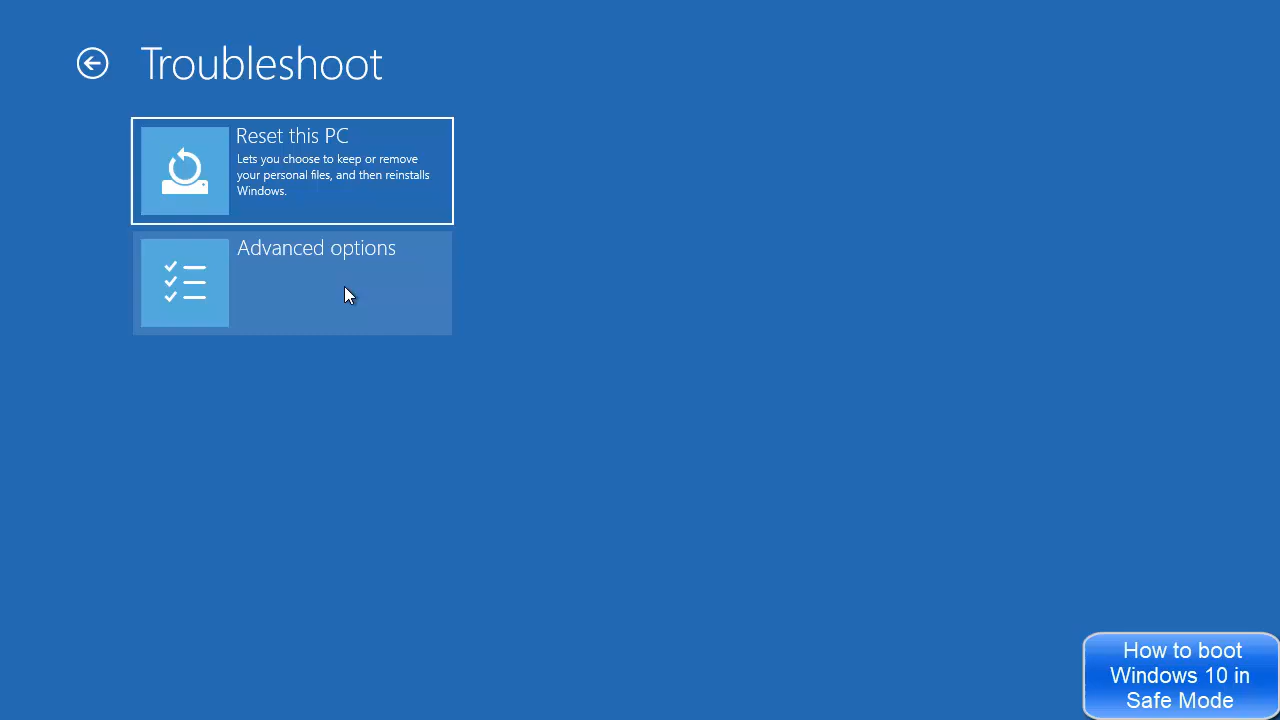 Troubleshoot
Reset this PC
Lets you choose to keep or remove
your personal files, and then reinstalls
Windows.
Advanced options
How to boot
Windows 10 in
Safe Mode